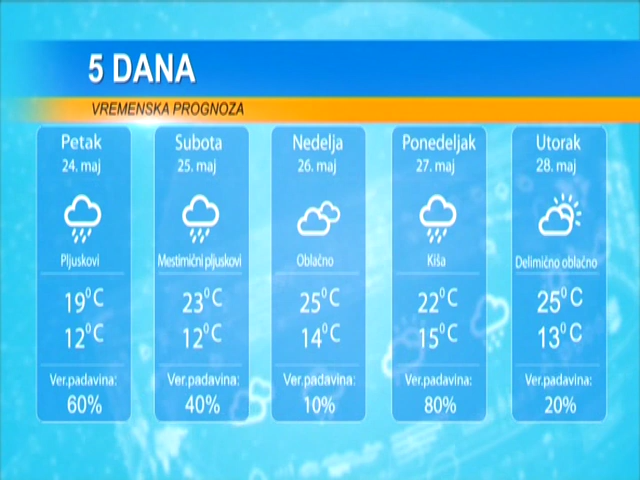 5 DANA
VREMENSKA PROGNOZA
Petak
24. maj
Pljuskovi
19°C
12°C
Ver.padavina:
60%
Subota
25. maj
Mestimični pljuskovi
23°C
12°C
Ver.padavina:
40%
Nedelja
26. maj
Oblačno
25°C
14°C
Ver.padavina:
10%
Ponedeljak
27. maj
Kiša
22°C
15°C
Ver.padavina:
80%
Utorak
28. maj
Delimično oblačno
25°C
13°C
Ver.padavina:
20%